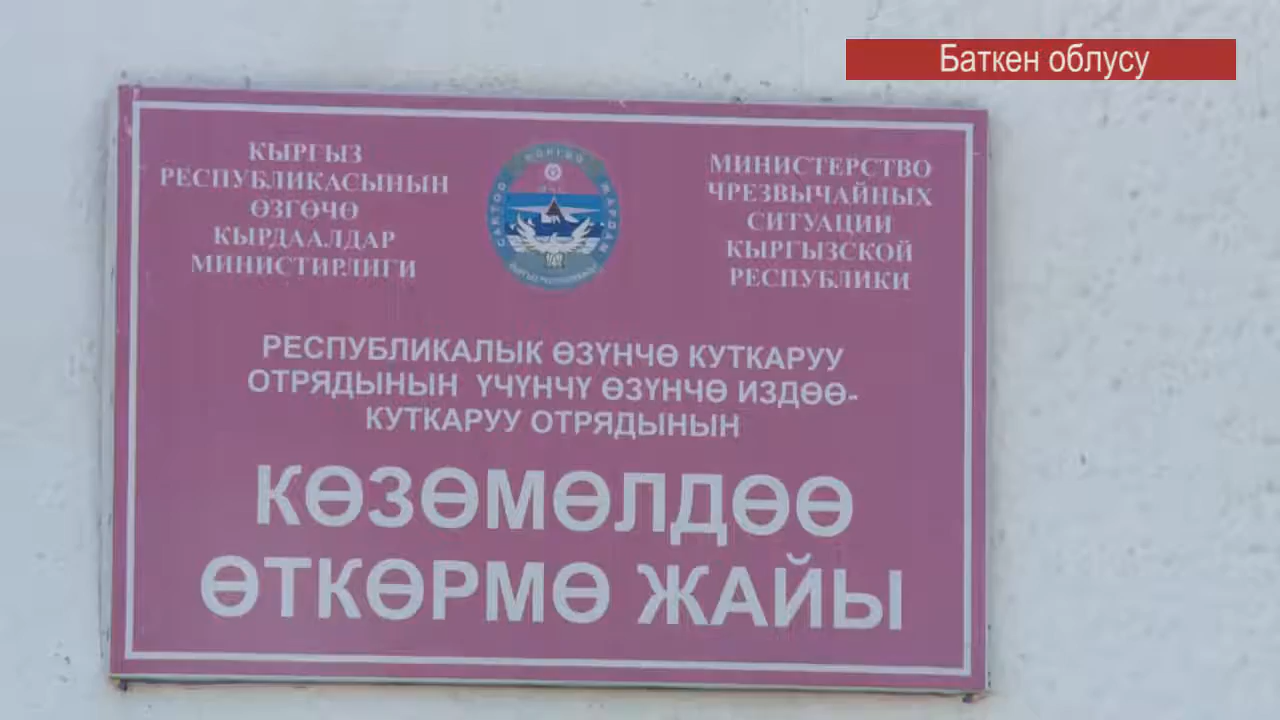 Баткен облусу
КЫРГЫЗ
РЕСПУБЛИКАСЫНЫН
ӨЗГӨЧӨ
КЫРДААЛДАР
МИНИСТИРЛИГИ
МИНИСТЕРСТВО
ЧРЕЗВЫЧАЙНЫХ
СИТУАЦИИ
КЫРГЫЗСКОЙ
РЕСПУБЛИКИ
РЕСПУБЛИКАЛЫК ӨЗҮНЧӨ КУТКАРУУ
ОТРЯДЫНЫН ҮЧҮНЧҮ ӨЗҮНЧӨ ИЗДӨӨ-
КУТКАРУУ ОТРЯДЫНЫН
КӨЗӨМӨЛДӨӨ
ӨТКӨРМӨ ЖАЙЫ